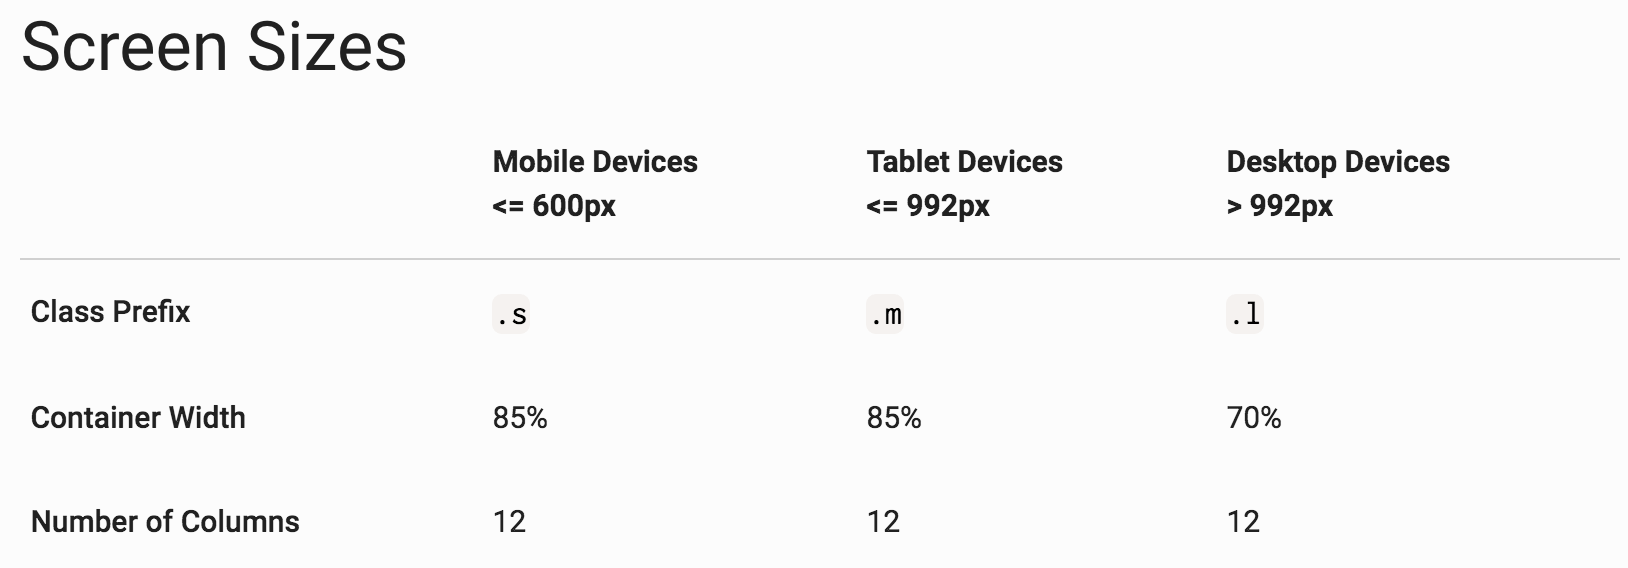 Screen Sizes
Mobile Devices Tablet Devices Desktop Devices
<= 600px <= 992px > 992px
Class Prefix .s .m .l
Container Width 85% 85% 70%
Number of Columns 12 12 12